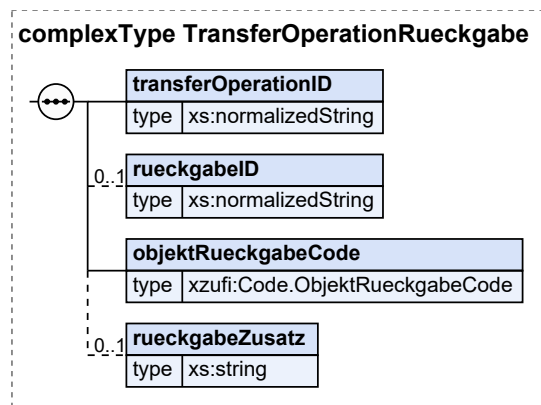 complexType TransferOperationRueckgabe
transferOperationID
type xs:normalizedString
0..1
rueckgabeID
type xs:normalizedString
objektRueckgabeCode
type xzufi:Code.ObjektRueckgabeCode
0..1
rueckgabeZusatz
type xs:string